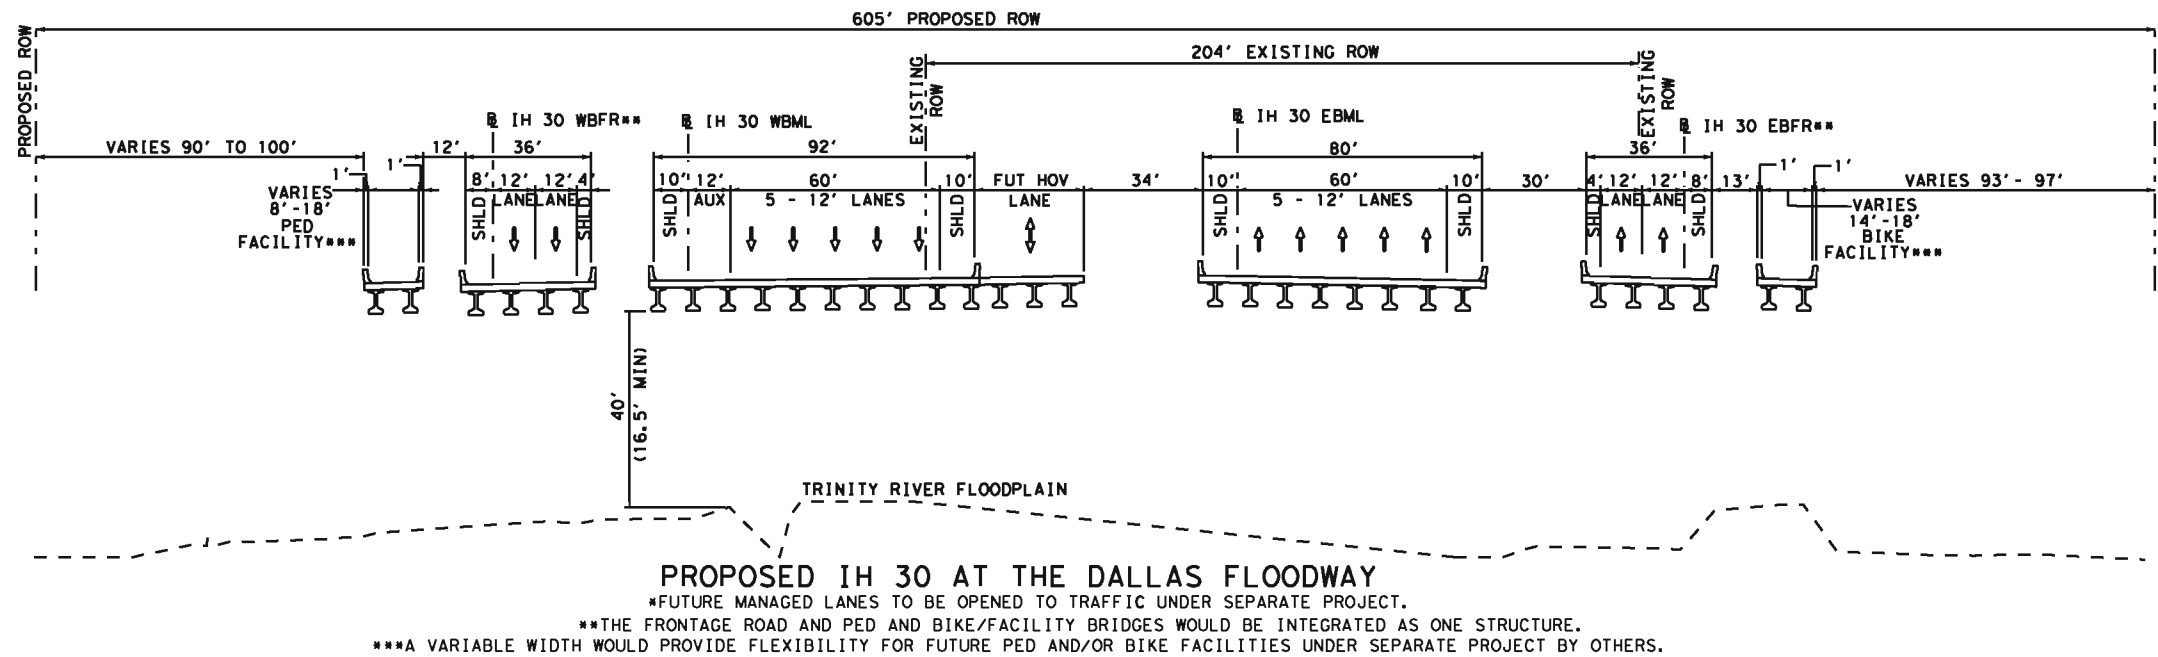 605' PROPOSED ROW
204' EXISTING ROW
PROPOSED ROW
EXISTING
ROW
EXISTING
ROW
℄ IH 30 WBFR**
℄ IH 30 WBML
℄ IH 30 EBML
℄ IH 30 EBFR**
VARIES 90' TO 100'
12'
36'
92'
80'
36'
1'
1'
1'
1'
8'
12'
12'
4'
10'
12'
60'
10'
FUT HOV
34'
10'
60'
10'
30'
4'
12'
12'
8'
13'
VARIES 93'- 97'
VARIES
8'-18'
PED
FACILITY***
SHLD
LANE
LANE
SHLD
SHLD
AUX
5 - 12' LANES
SHLD
LANE
SHLD
5 - 12' LANES
SHLD
SHLD
LANE
LANE
SHLD
VARIES
14'-18'
BIKE
FACILITY***
40'
(16.5' MIN)
TRINITY RIVER FLOODPLAIN
PROPOSED IH 30 AT THE DALLAS FLOODWAY
*FUTURE MANAGED LANES TO BE OPENED TO TRAFFIC UNDER SEPARATE PROJECT.
**THE FRONTAGE ROAD AND PED AND BIKE/FACILITY BRIDGES WOULD BE INTEGRATED AS ONE STRUCTURE.
***A VARIABLE WIDTH WOULD PROVIDE FLEXIBILITY FOR FUTURE PED AND/OR BIKE FACILITIES UNDER SEPARATE PROJECT BY OTHERS.